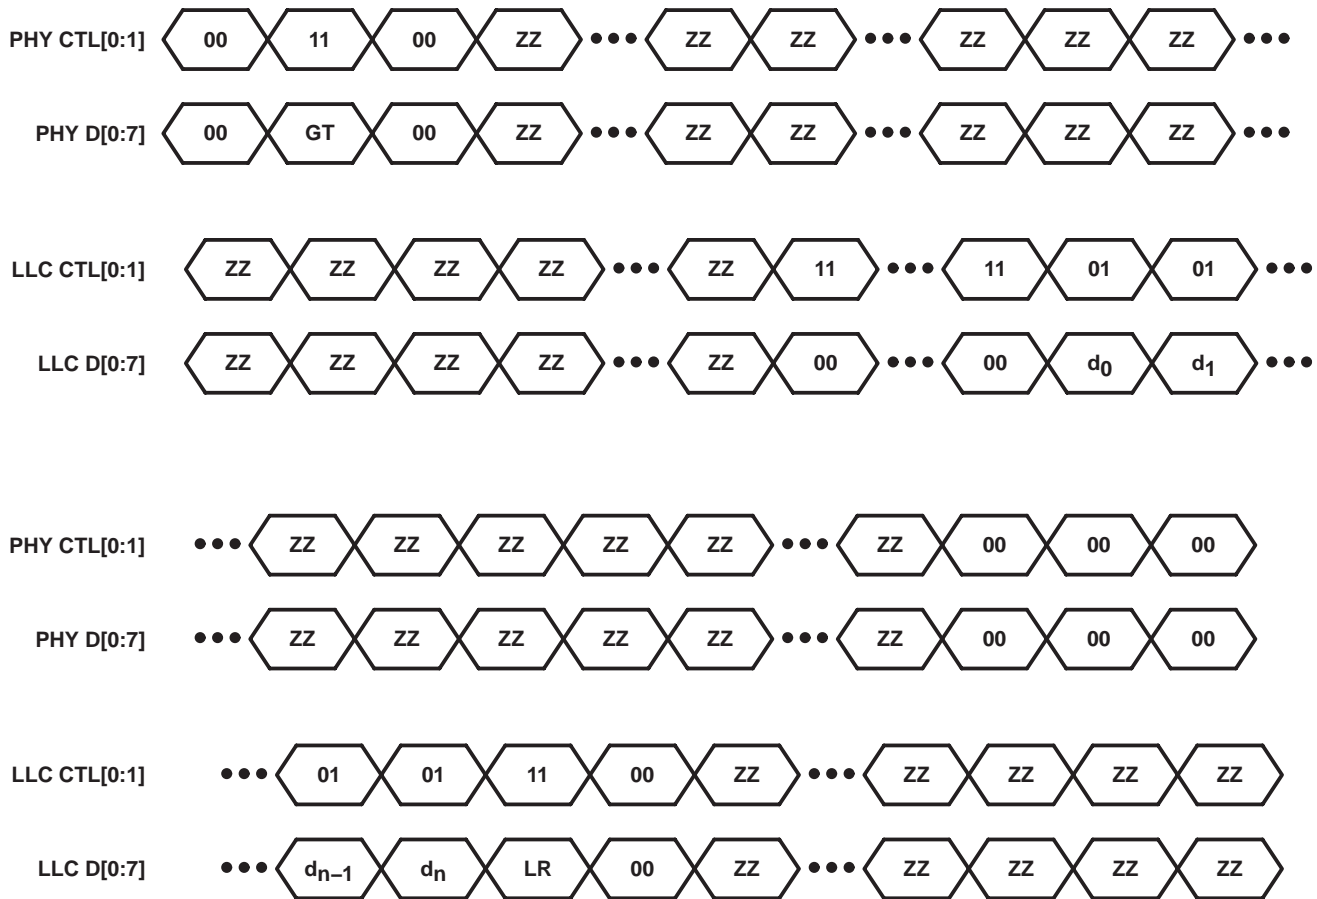 PHY CTL[0:1] 00 11 00 ZZ ••• ZZ ZZ ••• ZZ ZZ ZZ •••
PHY D[0:7] 00 GT 00 ZZ ••• ZZ ZZ ••• ZZ ZZ ZZ •••
LLC CTL[0:1] ZZ ZZ ZZ ZZ ••• ZZ 11 ••• 11 01 01 •••
LLC D[0:7] ZZ ZZ ZZ ZZ ••• ZZ 00 ••• 00 d0 d1 •••
PHY CTL[0:1] ••• ZZ ZZ ZZ ZZ ZZ ••• ZZ 00 00 00
PHY D[0:7] ••• ZZ ZZ ZZ ZZ ZZ ••• ZZ 00 00 00
LLC CTL[0:1] ••• 01 01 11 00 ZZ ••• ZZ ZZ ZZ ZZ
LLC D[0:7] ••• dn–1 dn LR 00 ZZ ••• ZZ ZZ ZZ ZZ